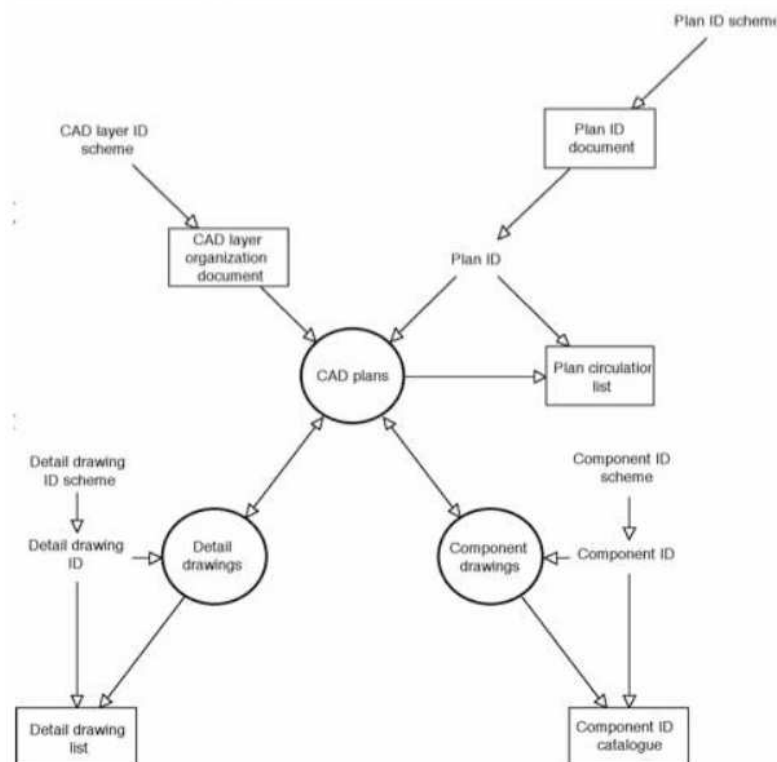 Plan ID scheme
CAD layer ID
scheme
Plan ID
document
CAD layer
organization
document
Plan ID
CAD plans
Plan circulation
list
Detail drawing
ID scheme
Component ID
scheme
Detail drawing
ID
Detail
drawings
Component
drawings
Component ID
Detail drawing
list
Component ID
catalogue